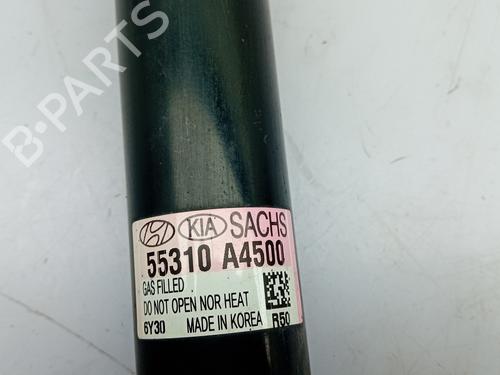 B-PARTS
KIA SACHS
55310 A4500
GAS FILLED
DO NOT OPEN NOR HEAT
6Y30 MADE IN KOREA R50